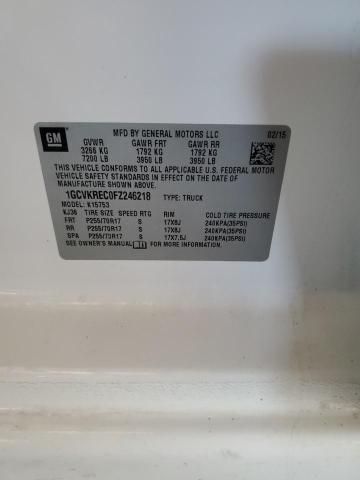 GM
MFD BY GENERAL MOTORS LLC 02/15
GVWR GAWR FRT GAWR RR
3266 KG 1792 KG 1792 KG
7200 LB 3950 LB 3950 LB
THIS VEHICLE CONFORMS TO ALL APPLICABLE U.S. FEDERAL MOTOR
VEHICLE SAFETY STANDARDS IN EFFECT ON THE DATE OF
MANUFACTURE SHOWN ABOVE.
1GCVKREC0FZ246218 TYPE: TRUCK
MODEL: K15753
KJ36 TIRE SIZE SPEED RTG RIM COLD TIRE PRESSURE
FRT P255/70R17 S 17X8J 240KPA(35PSI)
RR P255/70R17 S 17X8J 240KPA(35PSI)
SPA P255/70R17 S 17X7.5J 240KPA(35PSI)
SEE OWNER'S MANUAL FOR MORE INFORMATION.